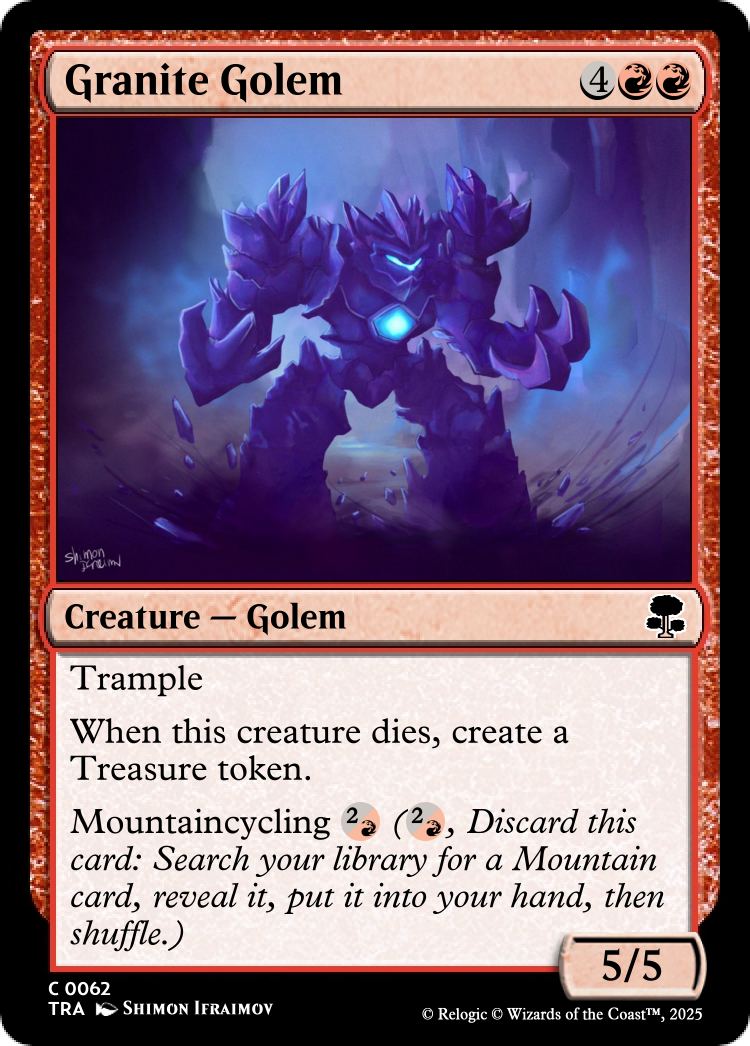 Granite Golem 4
Shimon
Ifraimov
Creature — Golem
Trample
When this creature dies, create a
Treasure token.
Mountaincycling 2 (2, Discard this
card: Search your library for a Mountain
card, reveal it, put it into your hand, then
shuffle.)
5/5
C 0062
TRA Shimon Ifraimov
© Relogic © Wizards of the Coast™, 2025